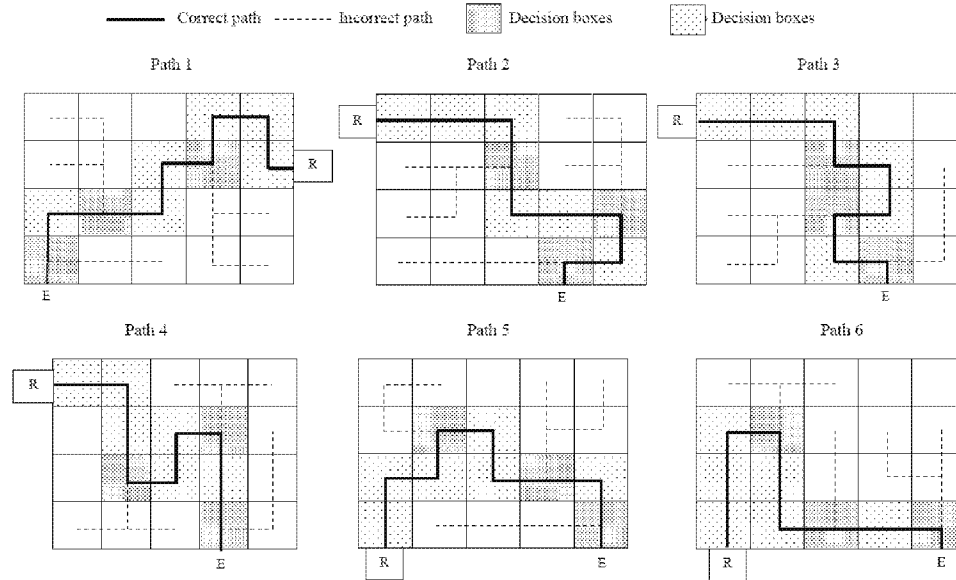 Correct path Incorrect path Decision boxes Decision boxes
Path 1 Path 2 Path 3
R R
R
E E E
Path 4 Path 5 Path 6
R
E R E R E